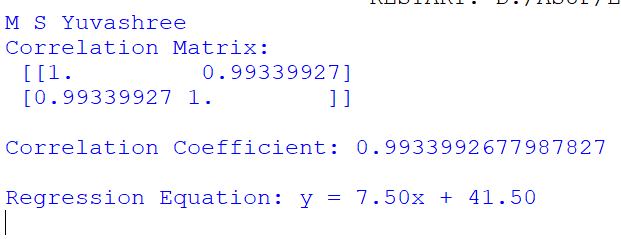 M S Yuvashree
Correlation Matrix:
[[1.         0.99339927]
[0.99339927 1.        ]]
Correlation Coefficient: 0.9933992677987827
Regression Equation: y = 7.50x + 41.50